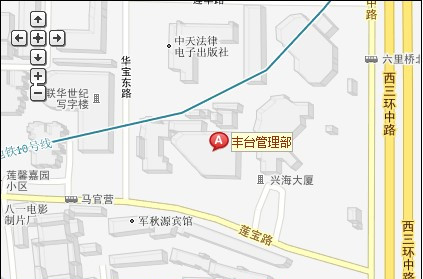 莲华路
中路
中天法律
电子出版社
六里桥北
华宝东路
联华世纪
写字楼
西三环中路
地铁10号线
A
丰台管理部
莲馨嘉园
小区
兴海大厦
马官营
八一电影
制片厂
军秋源宾馆
莲宝路
西三环中路